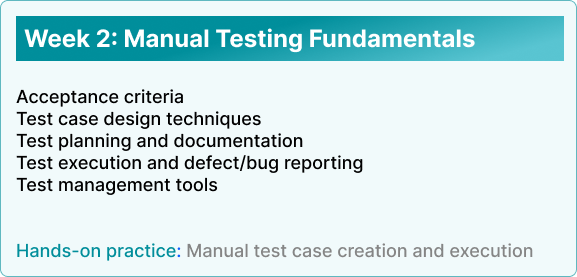 Week 2: Manual Testing Fundamentals
Acceptance criteria
Test case design techniques
Test planning and documentation
Test execution and defect/bug reporting
Test management tools
Hands-on practice: Manual test case creation and execution